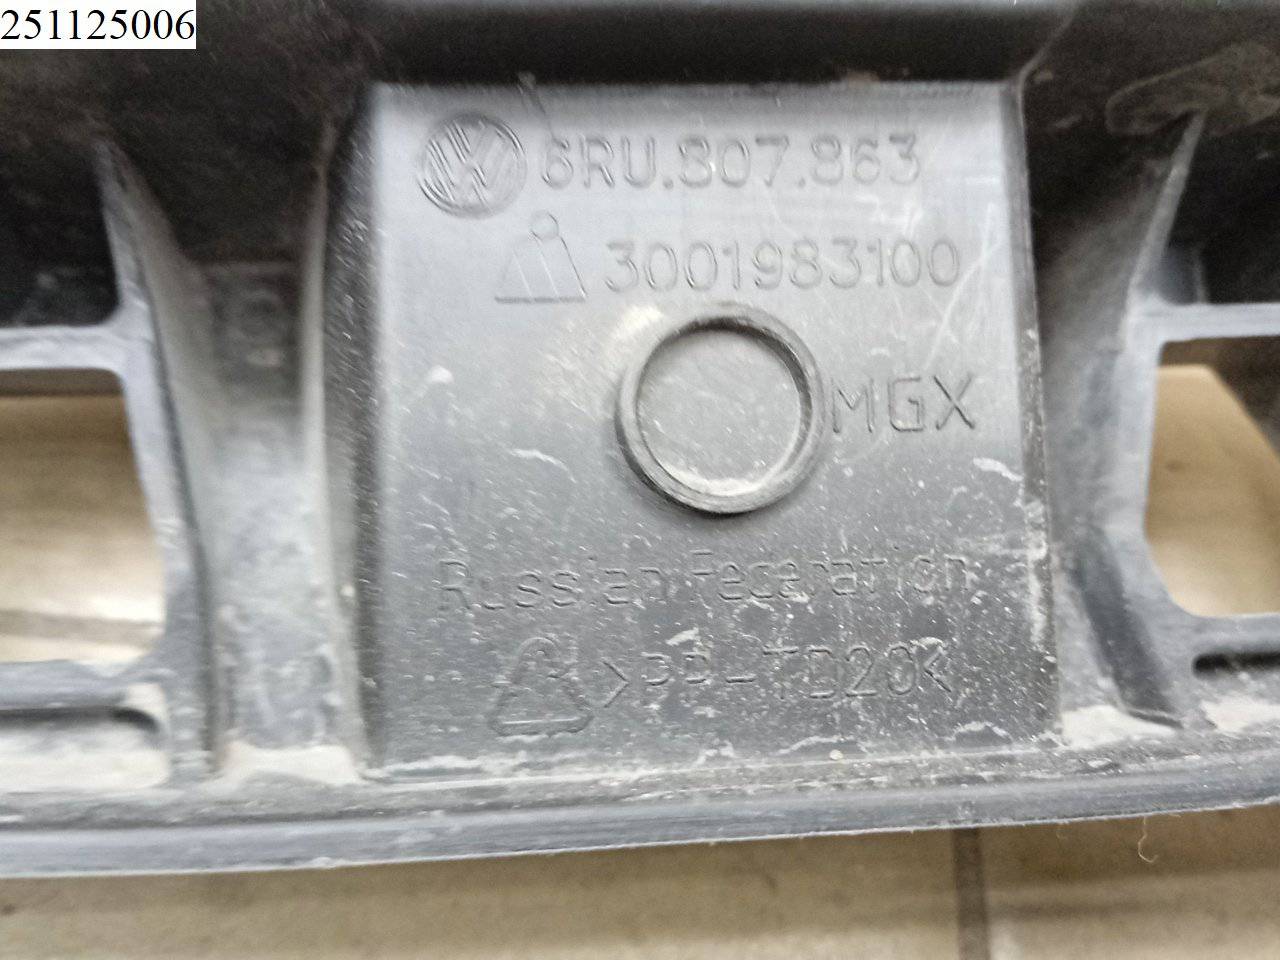 251125006
6RU.807.863
3001983100
MGX
Russian Federation
>PP-TD20<